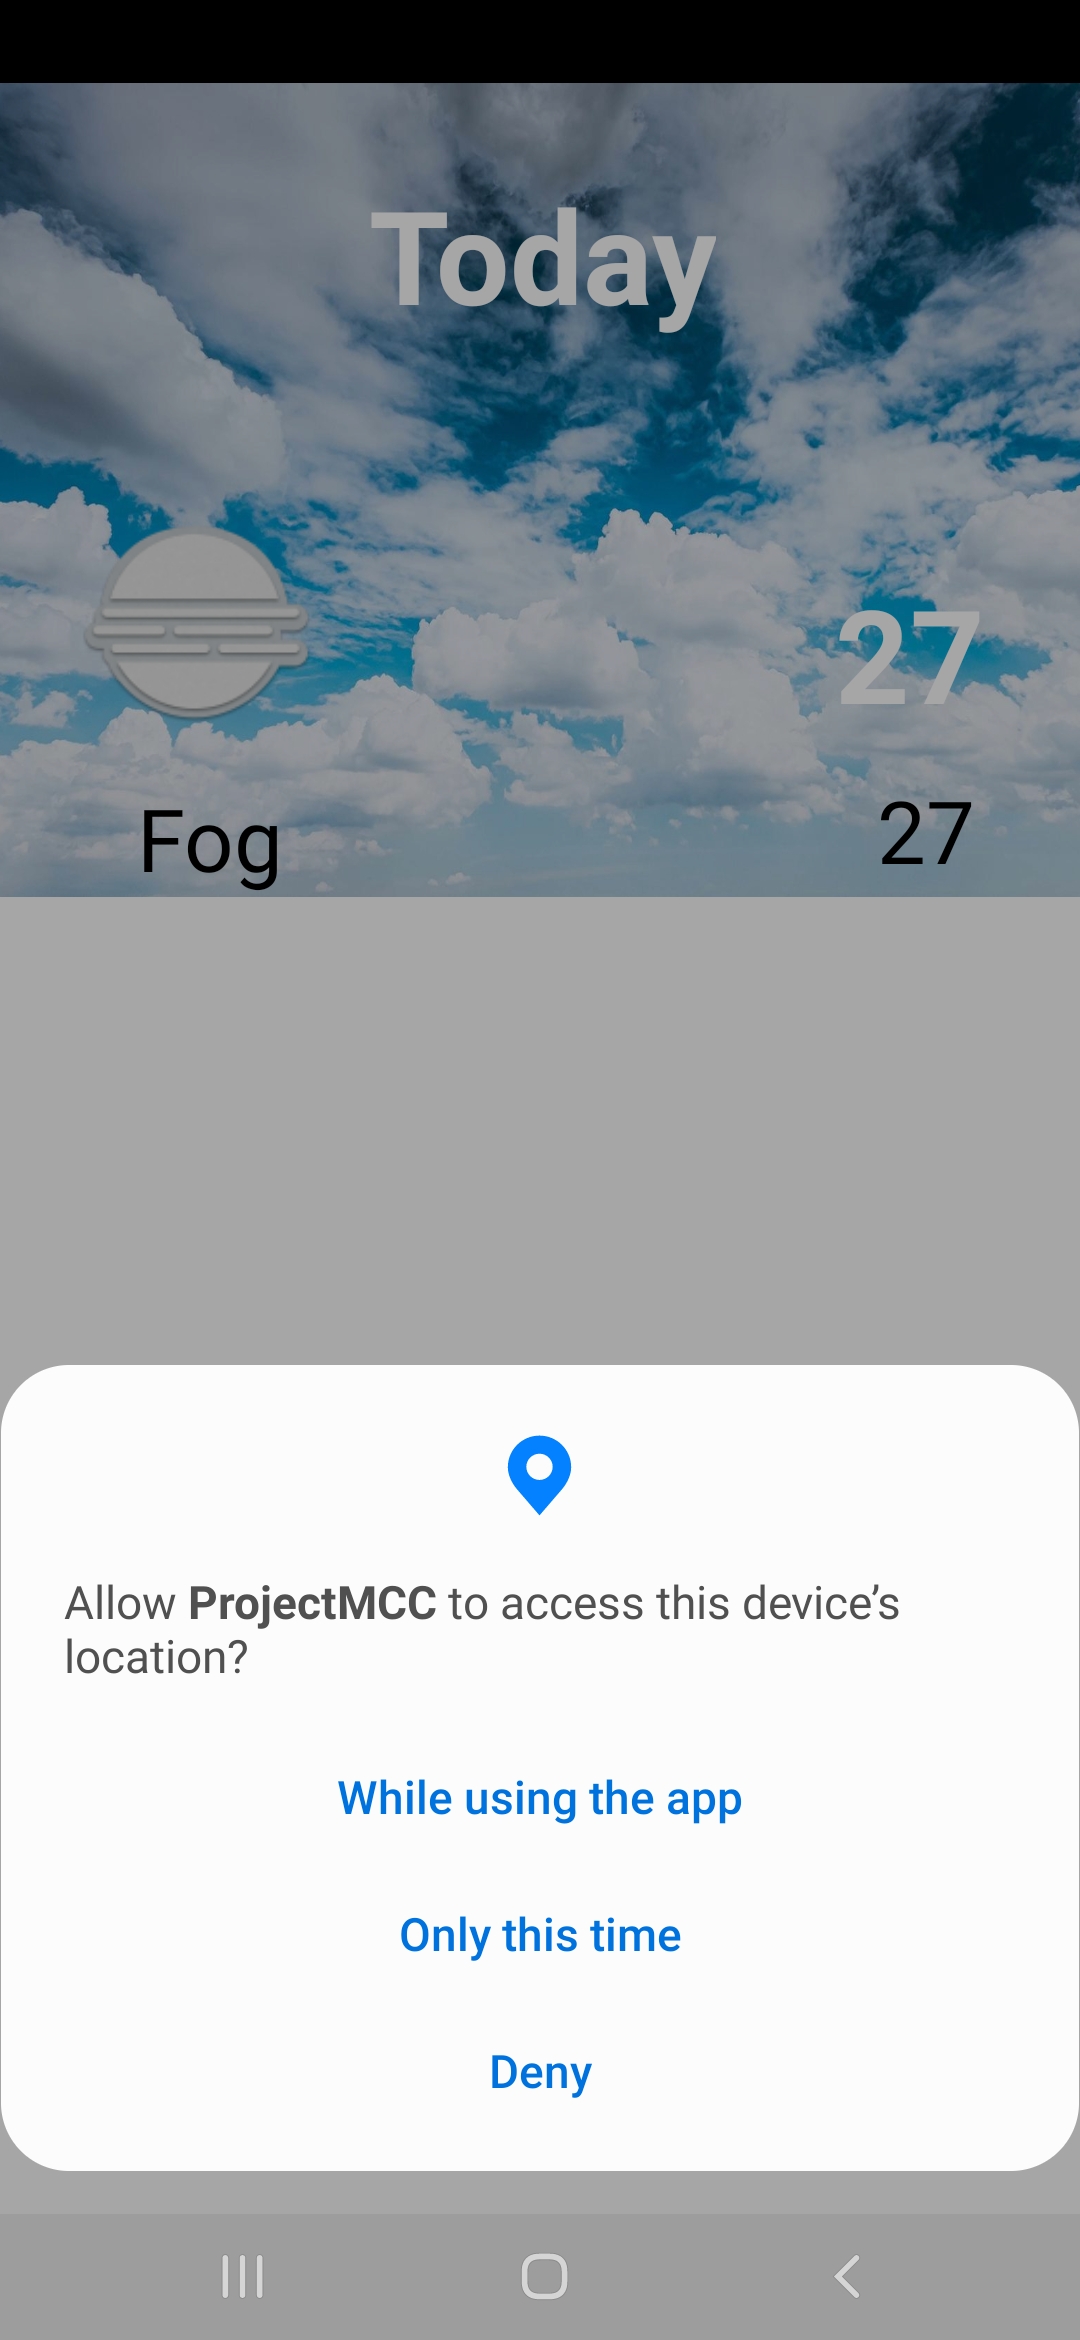 Today
27
Fog
27
Allow ProjectMCC to access this device’s
location?
While using the app
Only this time
Deny